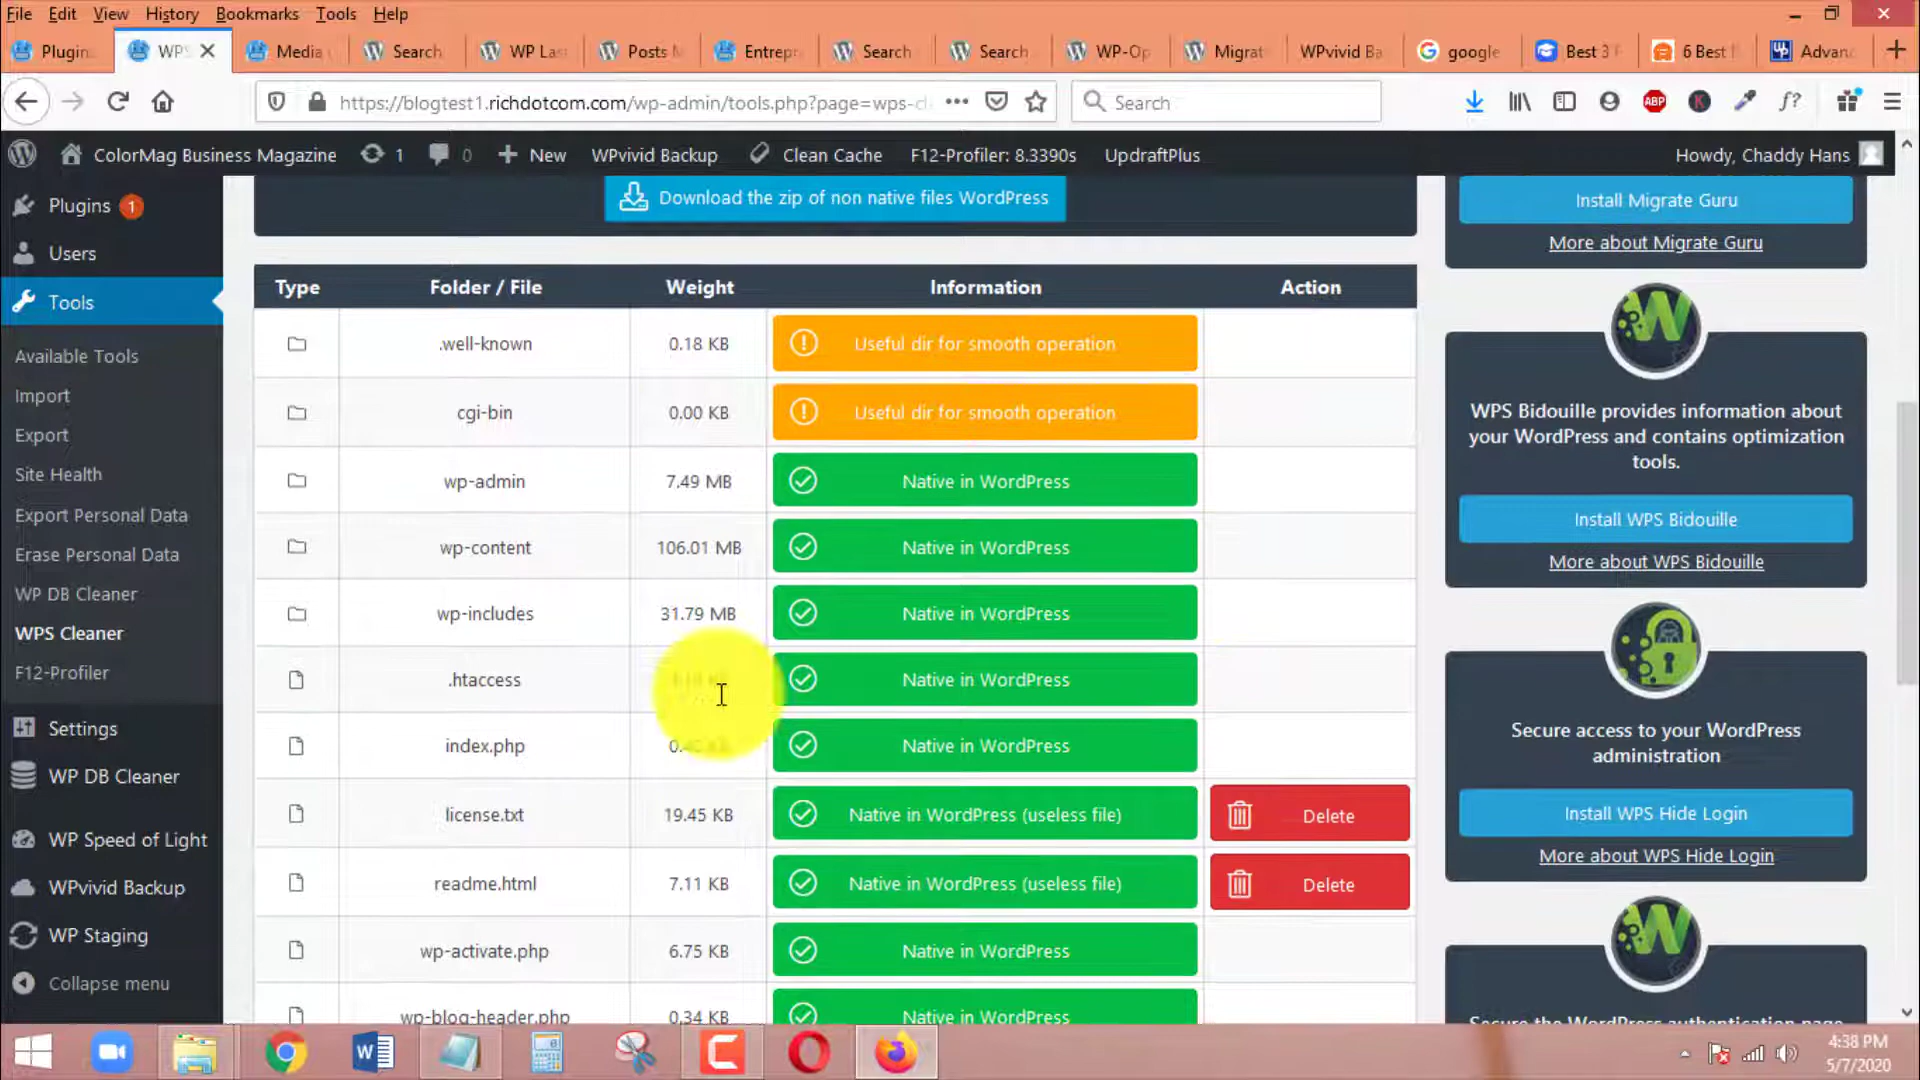 File Edit View History Bookmarks Tools Help
Plugin WPS Media Search WP Las Posts M Entrepr Search Search WP-Op Migrat WPvivid Ba google Best 3 6 Best Advan
https://blogtest1.richdotcom.com/wp-admin/tools.php?page=wps-cl Search ABP K f?
ColorMag Business Magazine 1 0 New WPvivid Backup Clean Cache F12-Profiler: 8.3390s UpdraftPlus Howdy, Chaddy Hans
Plugins 1
Users
Tools
Available Tools
Import
Export
Site Health
Export Personal Data
Erase Personal Data
WP DB Cleaner
WPS Cleaner
F12-Profiler
Settings
WP DB Cleaner
WP Speed of Light
WPvivid Backup
WP Staging
Collapse menu
Download the zip of non native files WordPress
Type Folder / File Weight Information Action
.well-known 0.18 KB Useful dir for smooth operation
cgi-bin 0.00 KB Useful dir for smooth operation
wp-admin 7.49 MB Native in WordPress
wp-content 106.01 MB Native in WordPress
wp-includes 31.79 MB Native in WordPress
.htaccess Native in WordPress
index.php Native in WordPress
license.txt 19.45 KB Native in WordPress (useless file) Delete
readme.html 7.11 KB Native in WordPress (useless file) Delete
wp-activate.php 6.75 KB Native in WordPress
wp-blog-header.php 0.34 KB Native in WordPress
Install Migrate Guru
More about Migrate Guru
WPS Bidouille provides information about
your WordPress and contains optimization
tools.
Install WPS Bidouille
More about WPS Bidouille
Secure access to your WordPress
administration
Install WPS Hide Login
More about WPS Hide Login
Secure the WordPress authentication page
4:38 PM
5/7/2020